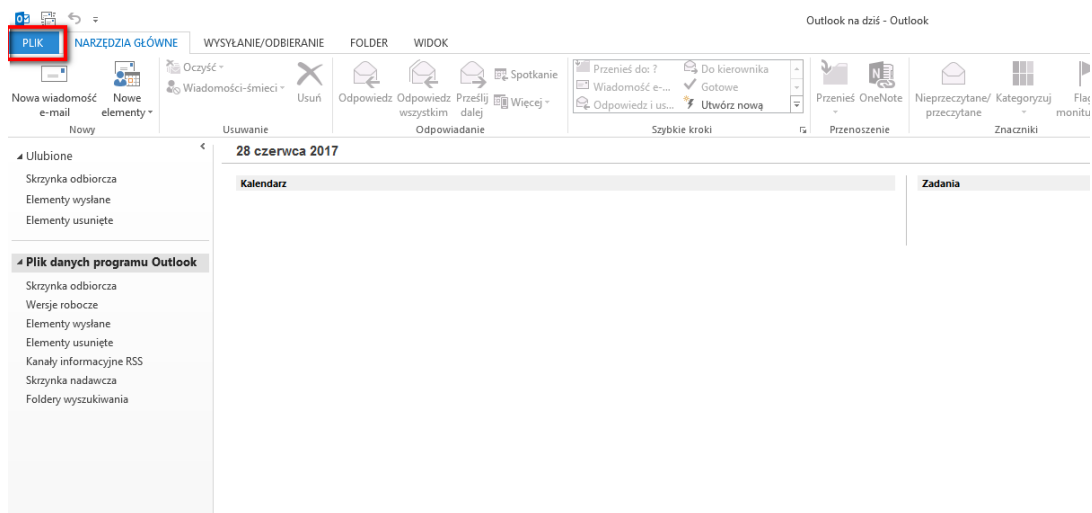 Outlook na dziś - Outlook
PLIK NARZĘDZIA GŁÓWNE WYSYŁANIE/ODBIERANIE FOLDER WIDOK
Nowa wiadomość e-mail
Nowe elementy
Nowy
Oczyść
Wiadomości-śmieci
Usuń
Usuwanie
Odpowiedz
Odpowiedz wszystkim
Prześlij dalej
Spotkanie
Więcej
Odpowiadanie
Przenieś do: ?
Wiadomość e-...
Odpowiedz i us...
Do kierownika
Gotowe
Utwórz nową
Szybkie kroki
Przenieś
OneNote
Przenoszenie
Nieprzeczytane/ przeczytane
Kategoryzuj
Flag
monitu
Znaczniki
Ulubione
Skrzynka odbiorcza
Elementy wysłane
Elementy usunięte
Plik danych programu Outlook
Skrzynka odbiorcza
Wersje robocze
Elementy wysłane
Elementy usunięte
Kanały informacyjne RSS
Skrzynka nadawcza
Foldery wyszukiwania
28 czerwca 2017
Kalendarz
Zadania